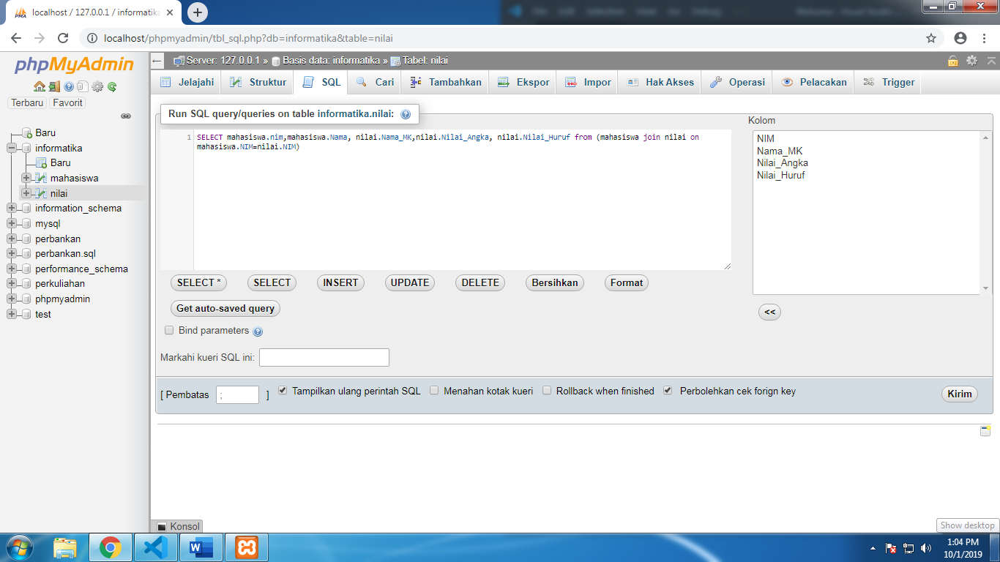 localhost / 127.0.0.1 / informatika
localhost/phpmyadmin/tbl_sql.php?db=informatika&table=nilai
phpMyAdmin
Terbaru Favorit
Baru
informatika
Baru
mahasiswa
nilai
information_schema
mysql
perbankan
perbankan.sql
performance_schema
perkuliahan
phpmyadmin
test
Server: 127.0.0.1 » Basis data: informatika » Tabel: nilai
Jelajahi Struktur SQL Cari Tambahkan Ekspor Impor Hak Akses Operasi Pelacakan Trigger
Run SQL query/queries on table informatika.nilai:
1 SELECT mahasiswa.nim,mahasiswa.Nama, nilai.Nama_MK,nilai.Nilai_Angka, nilai.Nilai_Huruf from (mahasiswa join nilai on
mahasiswa.NIM=nilai.NIM)
Kolom
NIM
Nama_MK
Nilai_Angka
Nilai_Huruf
SELECT * SELECT INSERT UPDATE DELETE Bersihkan Format
Get auto-saved query
<<
Bind parameters
Markahi kueri SQL ini:
[ Pembatas ; ] Tampilkan ulang perintah SQL Menahan kotak kueri Rollback when finished Perbolehkan cek forign key Kirim
Konsol
Show desktop
1:04 PM
10/1/2019